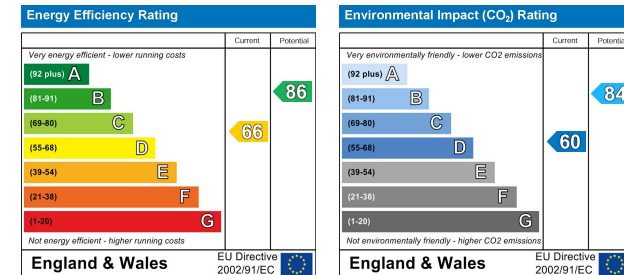 Energy Efficiency Rating
Current Potential
Very energy efficient - lower running costs
(92 plus) A
(81-91) B
(69-80) C
(55-68) D
(39-54) E
(21-38) F
(1-20) G
86
66
Not energy efficient - higher running costs
England & Wales
EU Directive
2002/91/EC
Environmental Impact (CO₂) Rating
Current Potential
Very environmentally friendly - lower CO2 emissions
(92 plus) A
(81-91) B
(69-80) C
(55-68) D
(39-54) E
(21-38) F
(1-20) G
84
60
Not environmentally friendly - higher CO2 emissions
England & Wales
EU Directive
2002/91/EC